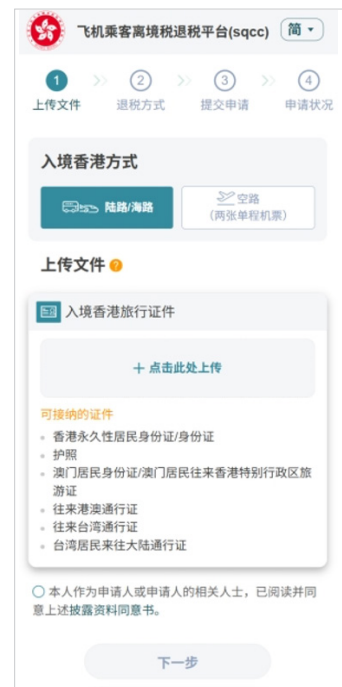 飞机乘客离境税退税平台(sqcc)
简
1
2
3
4
上传文件
退税方式
提交申请
申请状况
入境香港方式
陆路/海路
空路
(两张单程机票)
上传文件 ?
入境香港旅行证件
+ 点击此处上传
可接纳的证件
香港永久性居民身份证/身份证
护照
澳门居民身份证/澳门居民往来香港特别行政区旅
游证
往来港澳通行证
往来台湾通行证
台湾居民来往大陆通行证
本人作为申请人或申请人的相关人士，已阅读并同
意上述披露资料同意书。
下一步